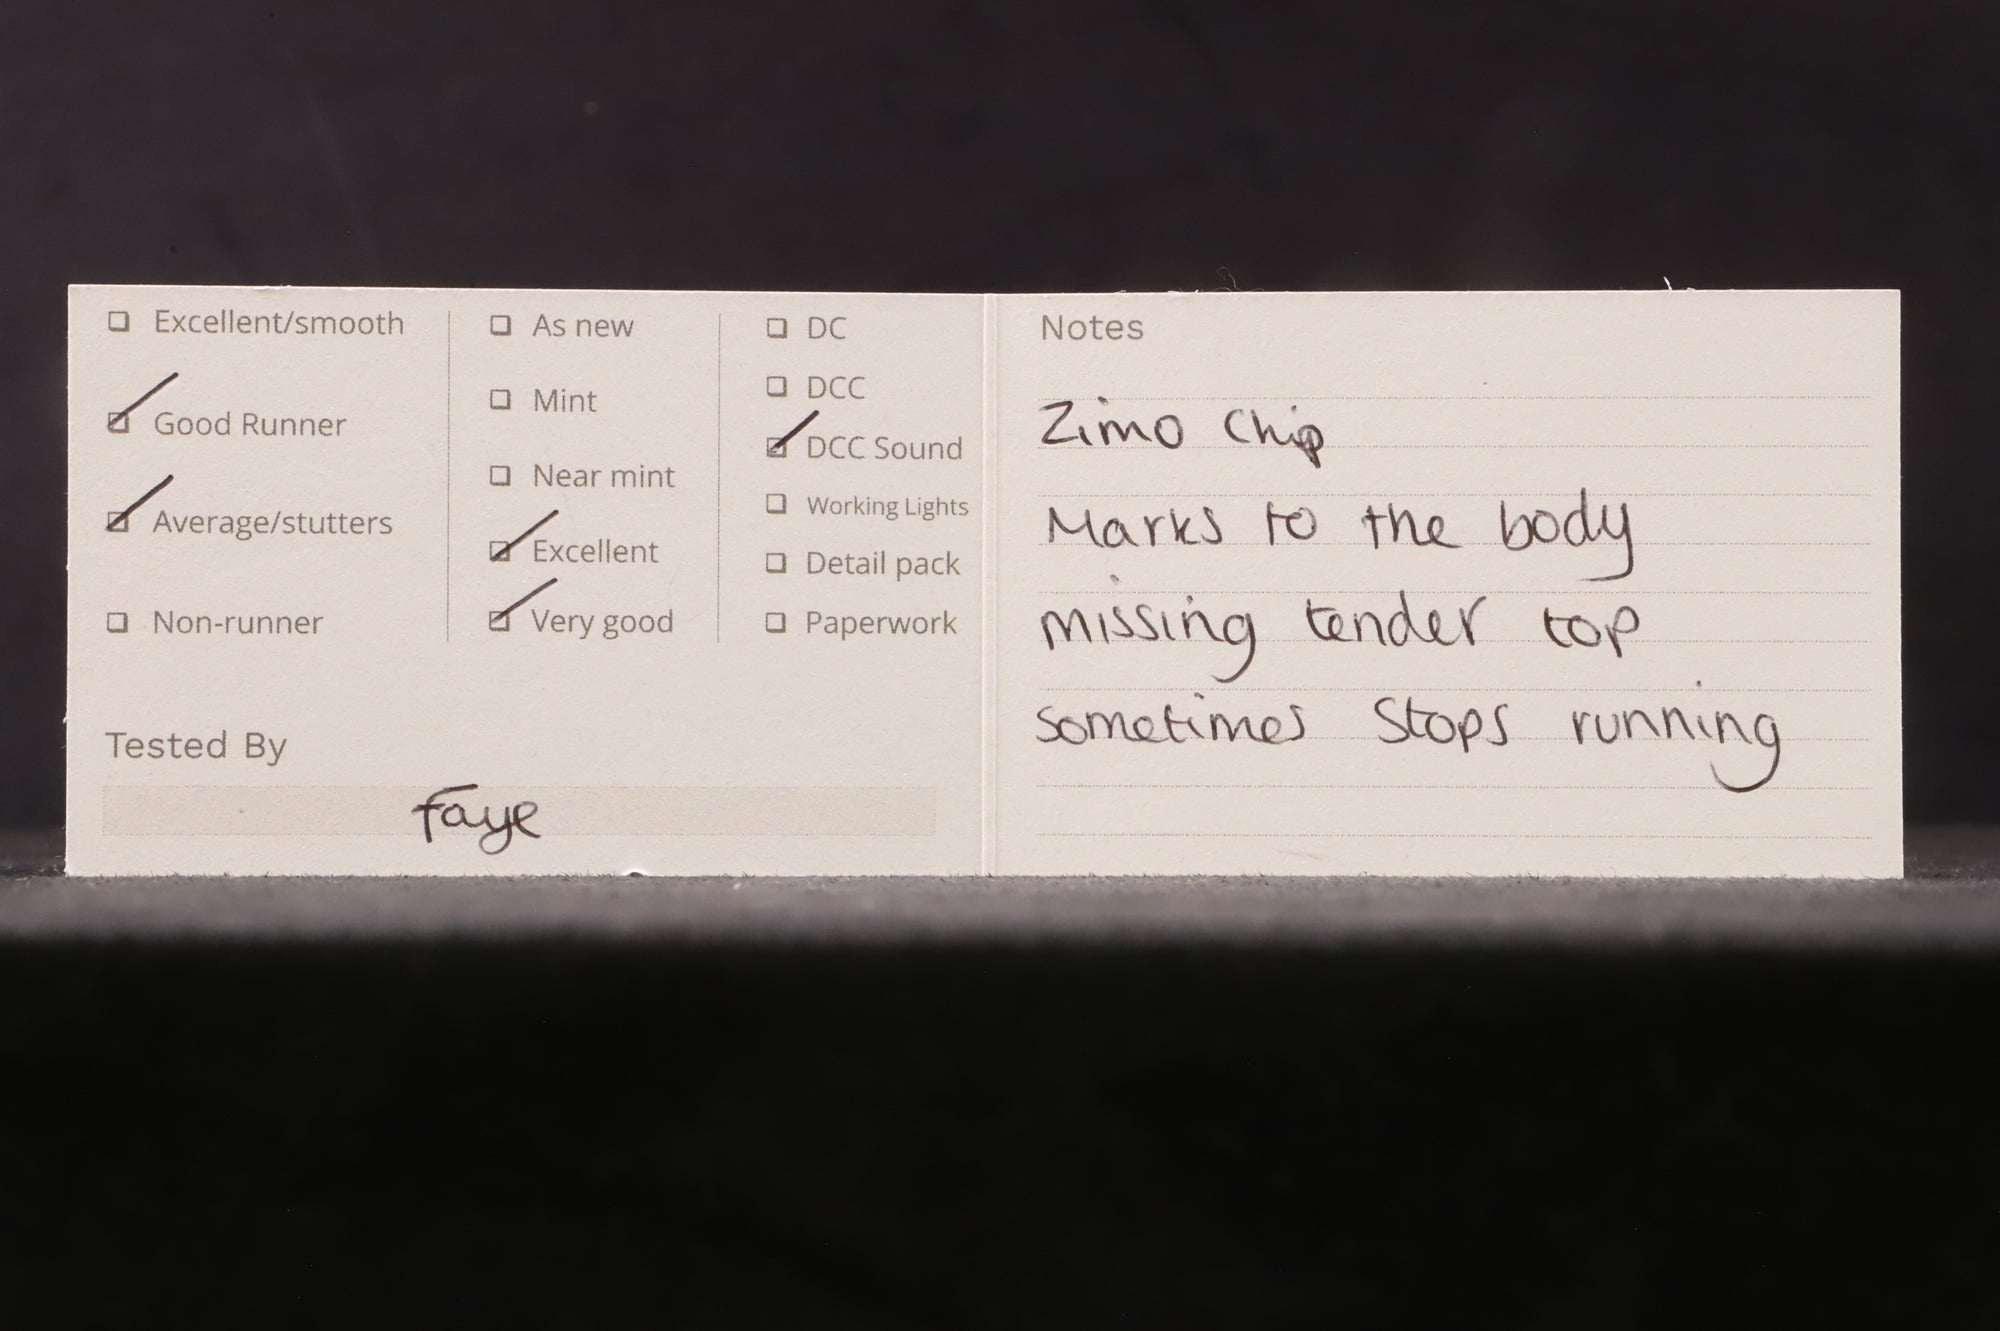 ☐ Excellent/smooth
☑ Good Runner
☑ Average/stutters
☐ Non-runner
☐ As new
☐ Mint
☐ Near mint
☑ Excellent
☑ Very good
☐ DC
☐ DCC
☑ DCC Sound
☐ Working Lights
☐ Detail pack
☐ Paperwork
Tested By
Faye
Notes
Zimo Chip
Marks to the body
missing tender top
sometimes stops running